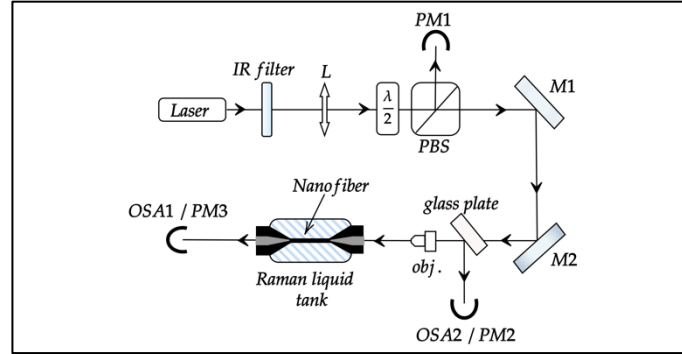 PM1
IR filter
L
M1
Laser
λ
2
PBS
Nanofiber
glass plate
OSA1 / PM3
M2
obj.
Raman liquid
tank
OSA2 / PM2